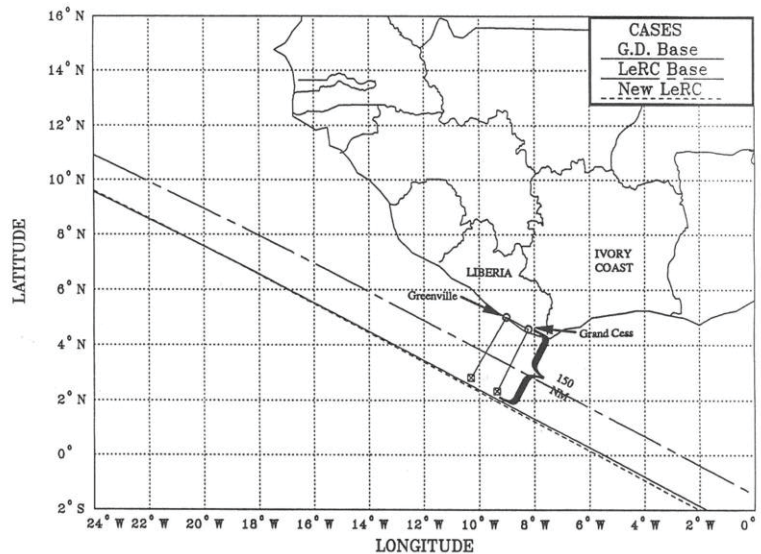 16° N
14° N
12° N
10° N
8° N
6° N
4° N
2° N
0°
2° S
LATITUDE
CASES
G.D. Base
LeRC Base
New LeRC
LIBERIA
IVORY
COAST
Greenville
Grand Cess
150
NM
24° W 22° W 20° W 18° W 16° W 14° W 12° W 10° W 8° W 6° W 4° W 2° W 0°
LONGITUDE